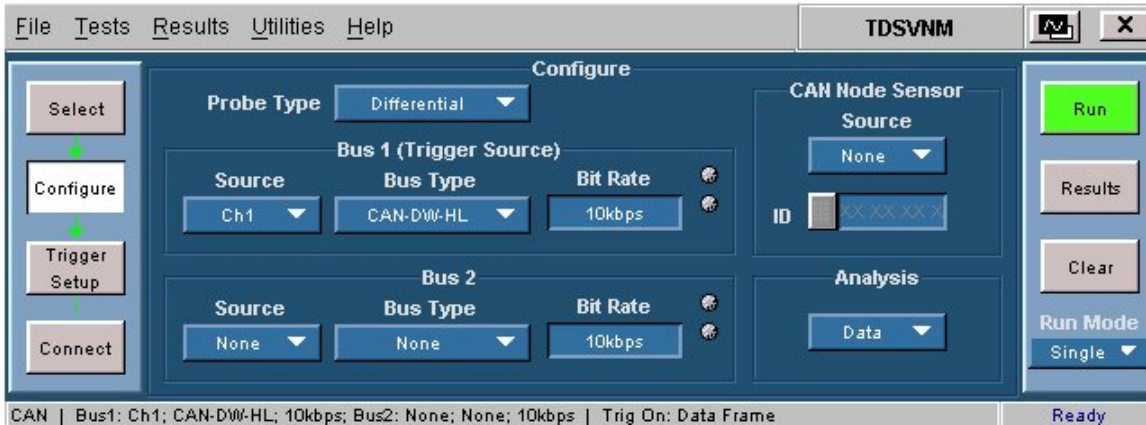 File Tests Results Utilities Help TDSVNM X
Configure
Select
Configure
Trigger
Setup
Connect
Probe Type Differential
Bus 1 (Trigger Source)
Source Bus Type Bit Rate
Ch1 CAN-DW-HL 10kbps
Bus 2
Source Bus Type Bit Rate
None None 10kbps
CAN Node Sensor
Source
None
ID XX XX XX X
Analysis
Data
Run
Results
Clear
Run Mode
Single
CAN | Bus1: Ch1; CAN-DW-HL; 10kbps; Bus2: None; None; 10kbps | Trig On: Data Frame Ready